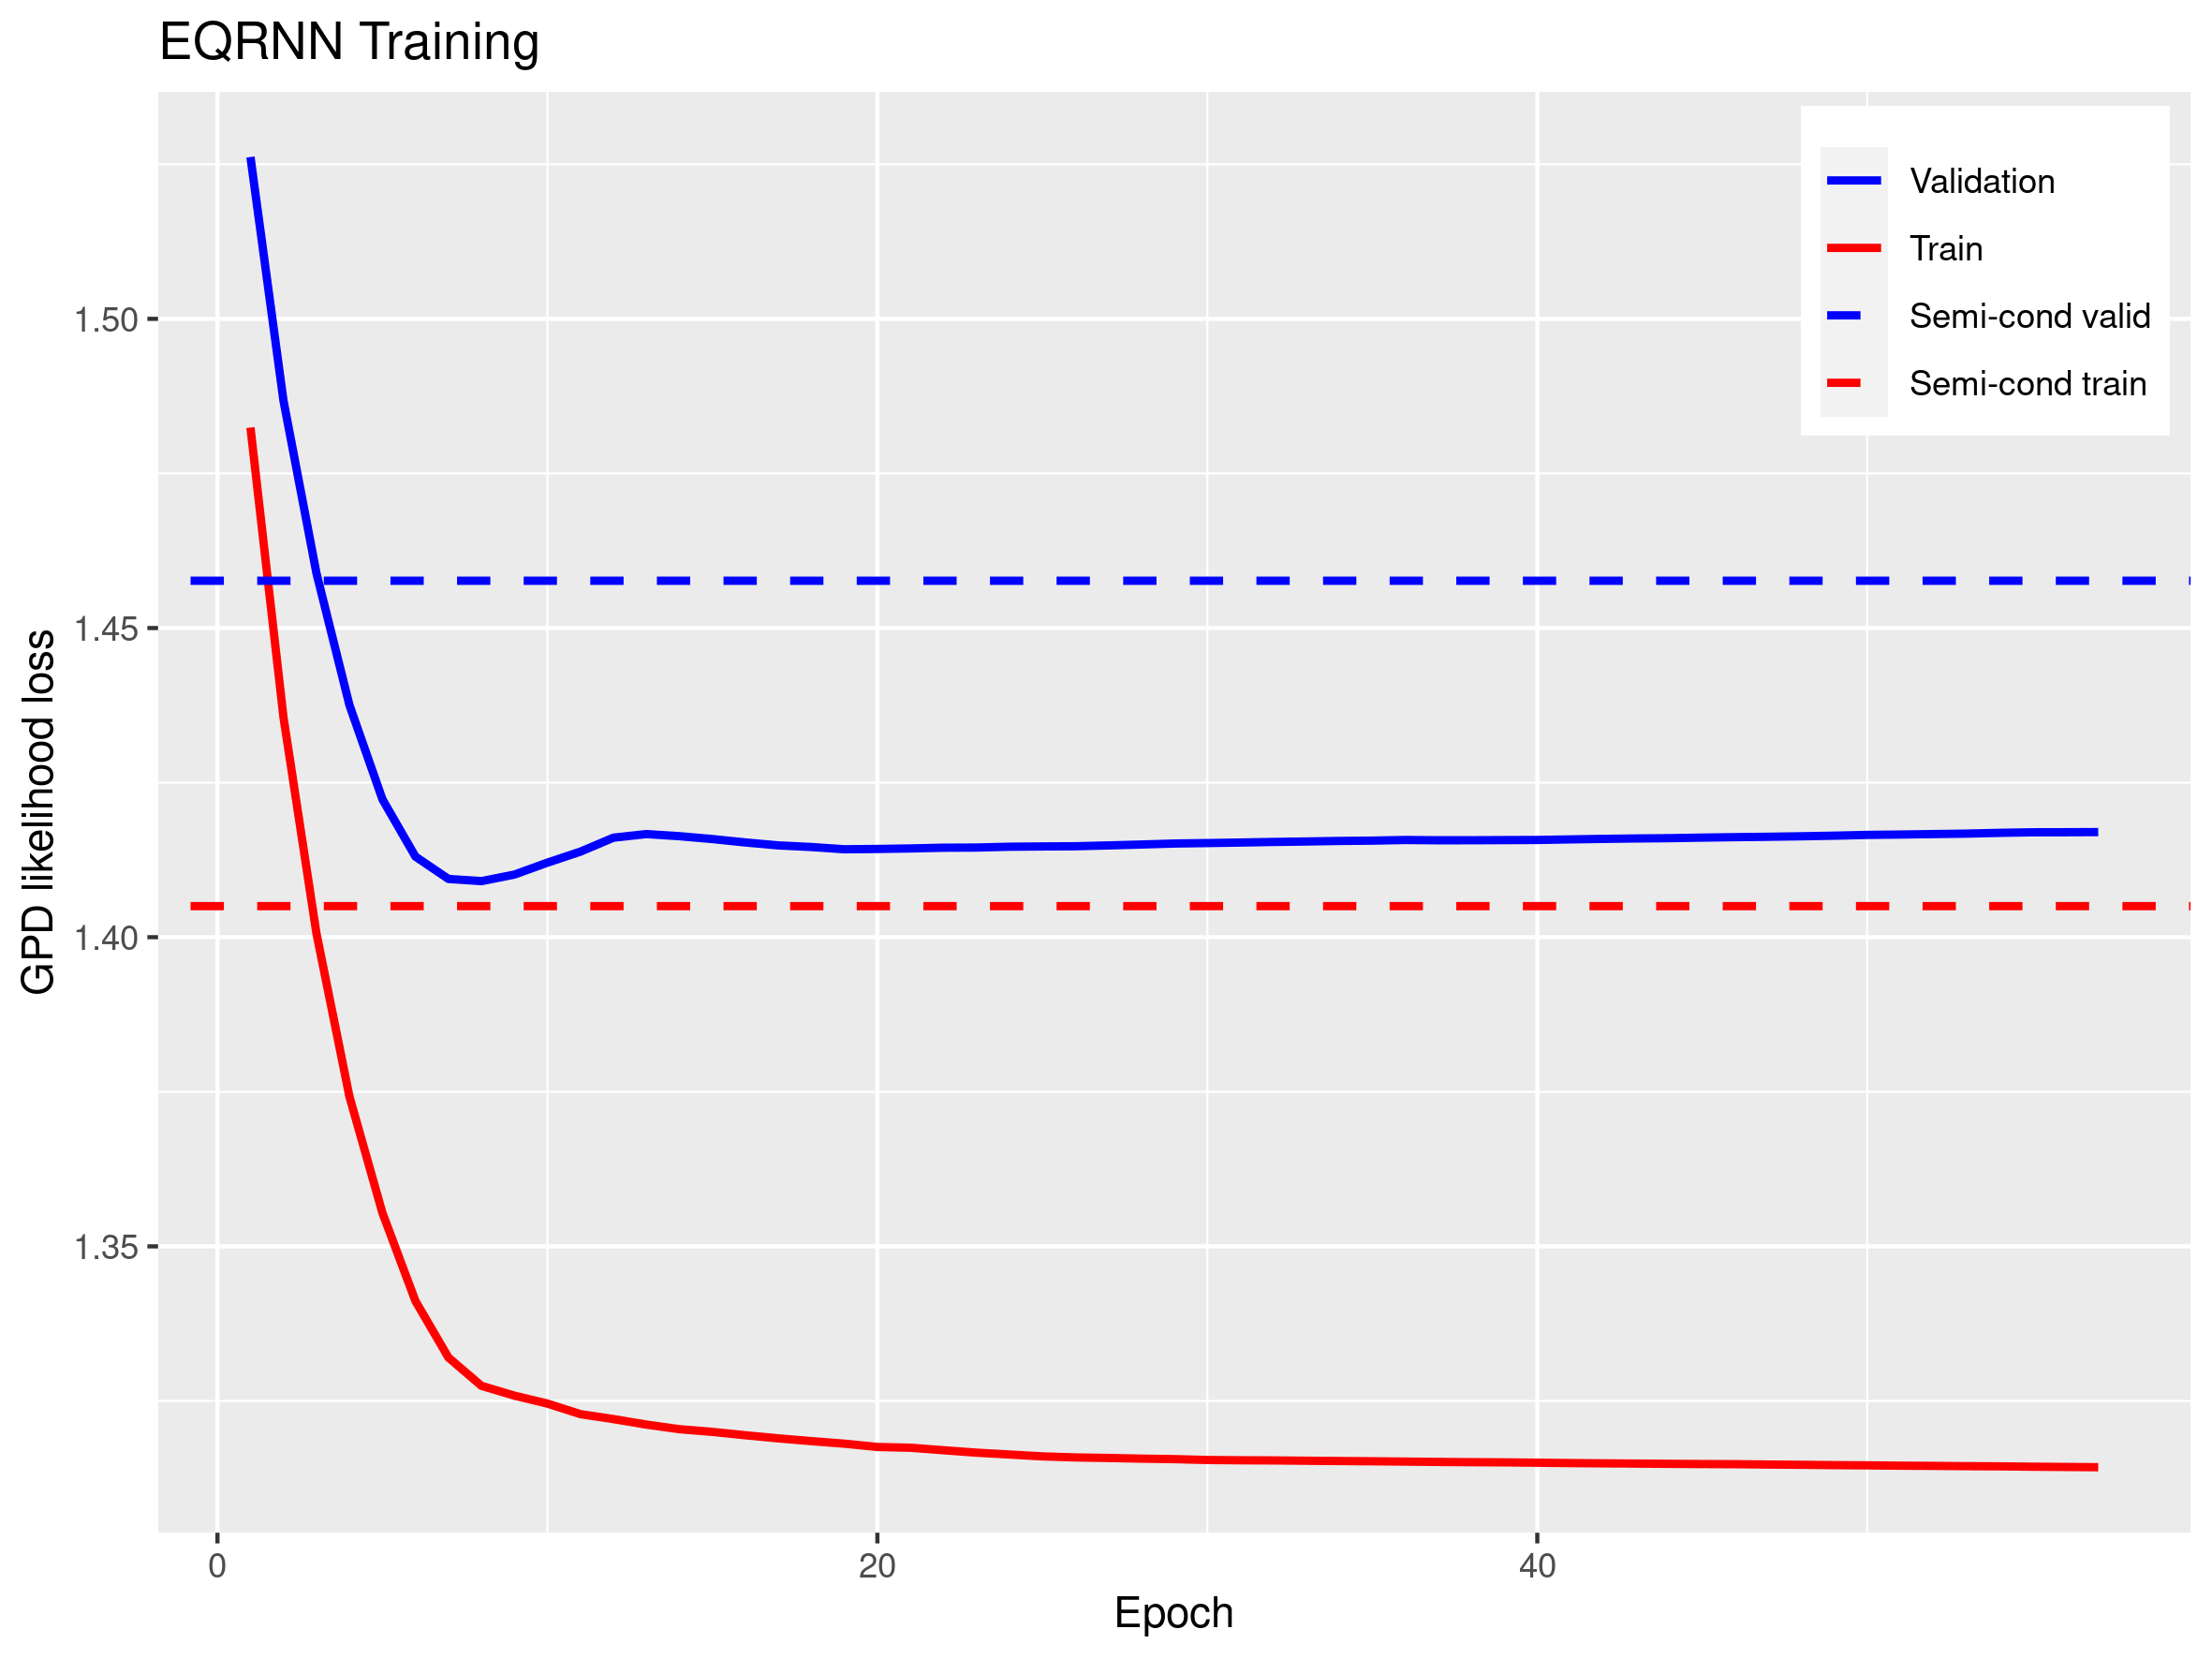 EQRNN Training
Validation
Train
Semi-cond valid
Semi-cond train
GPD likelihood loss
1.50
1.45
1.40
1.35
0
20
40
Epoch